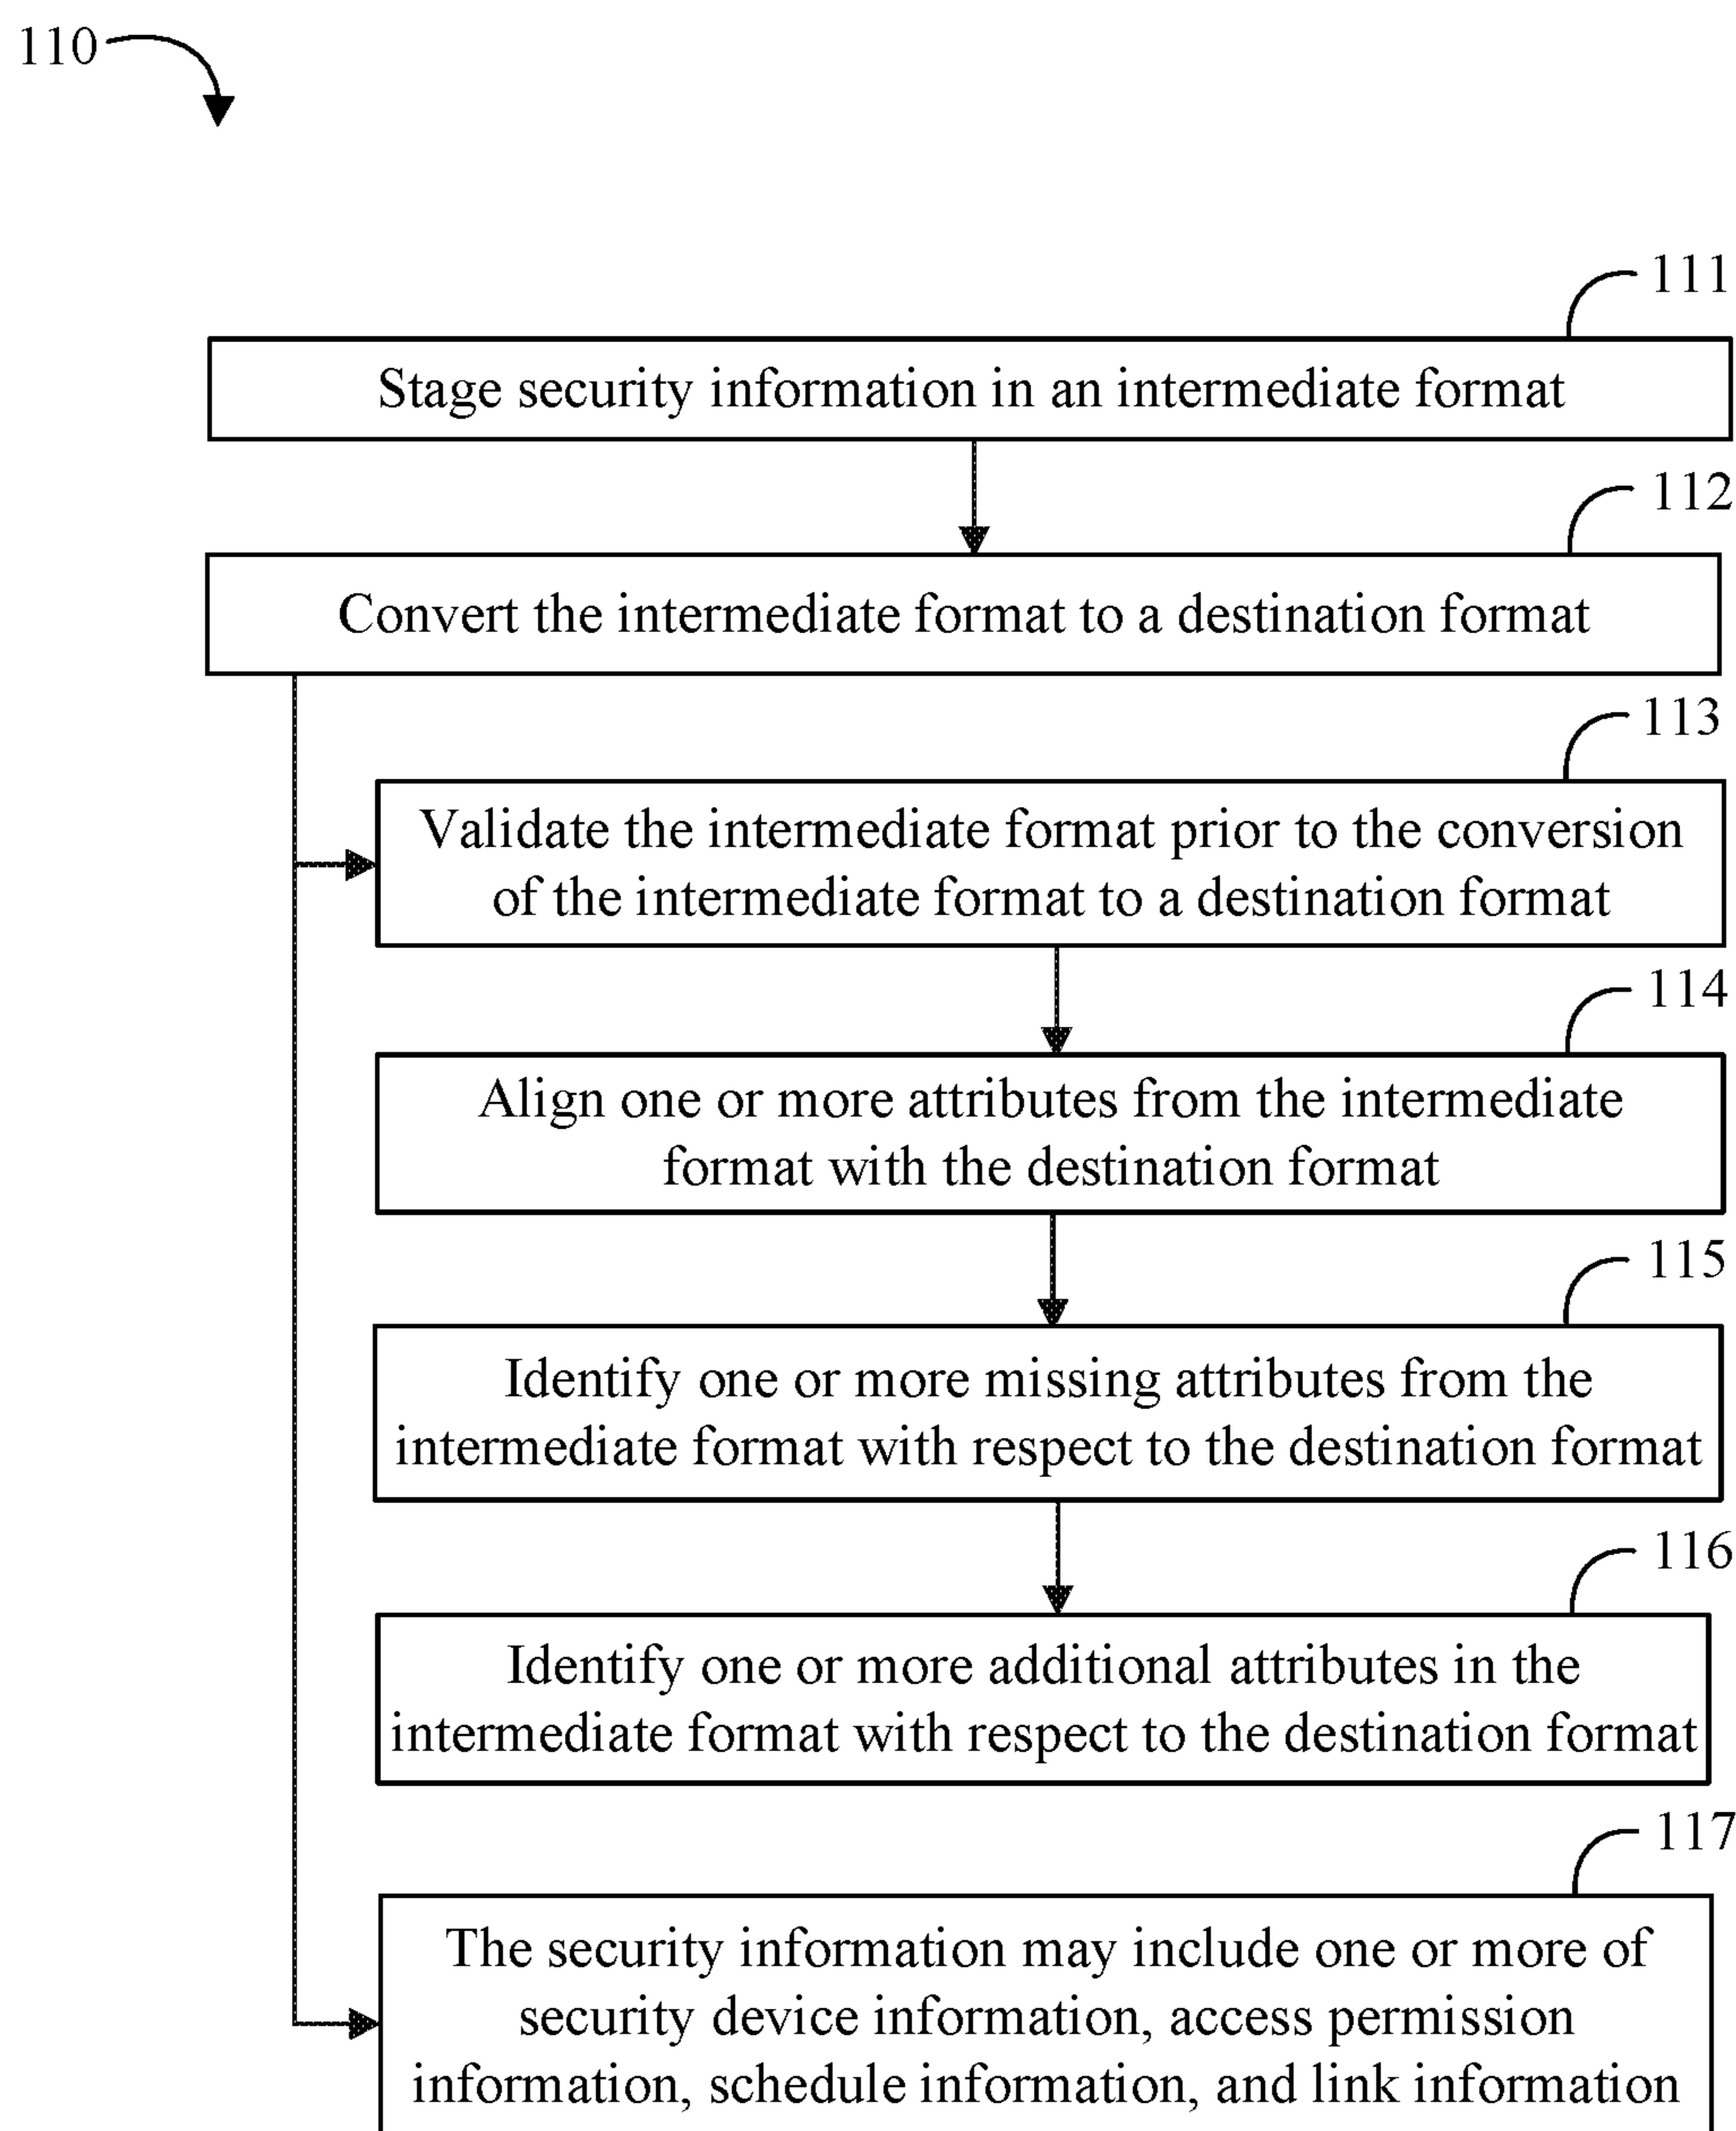 110
111
Stage security information in an intermediate format
112
Convert the intermediate format to a destination format
113
Validate the intermediate format prior to the conversion
of the intermediate format to a destination format
114
Align one or more attributes from the intermediate
format with the destination format
115
Identify one or more missing attributes from the
intermediate format with respect to the destination format
116
Identify one or more additional attributes in the
intermediate format with respect to the destination format
117
The security information may include one or more of
security device information, access permission
information, schedule information, and link information